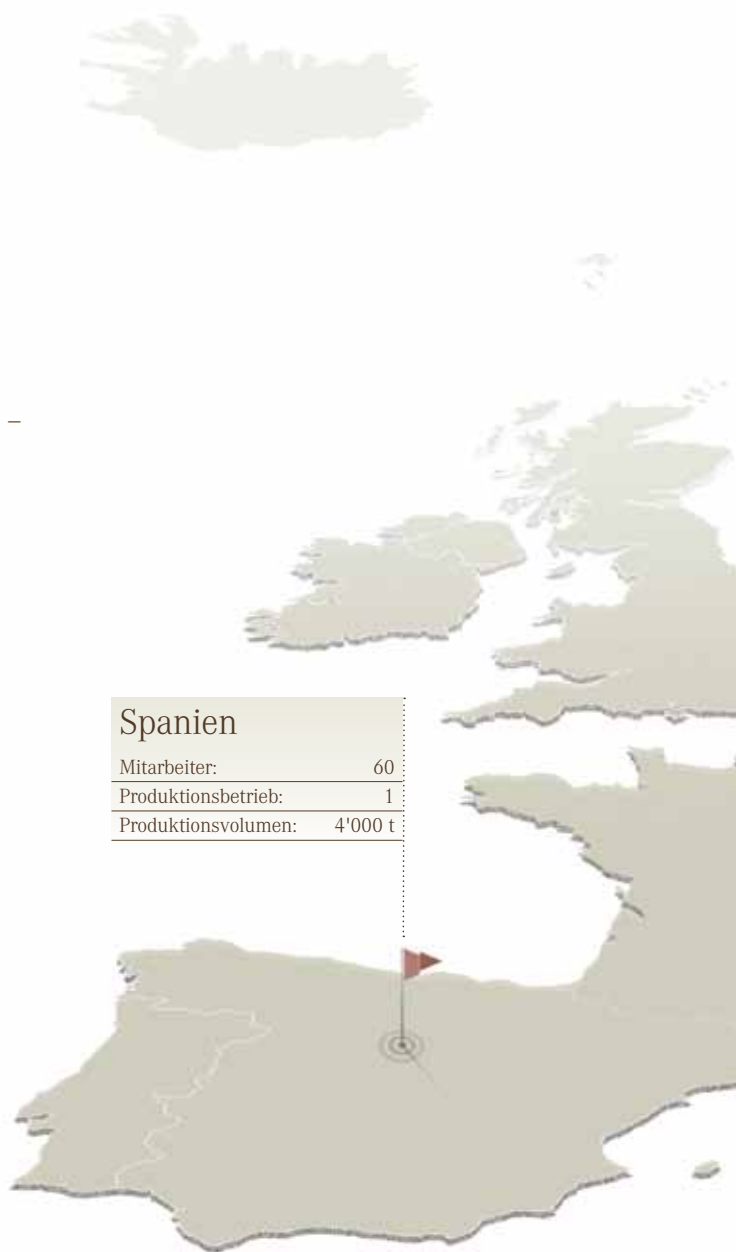 Spanien
Mitarbeiter: 60
Produktionsbetrieb: 1
Produktionsvolumen: 4'000 t